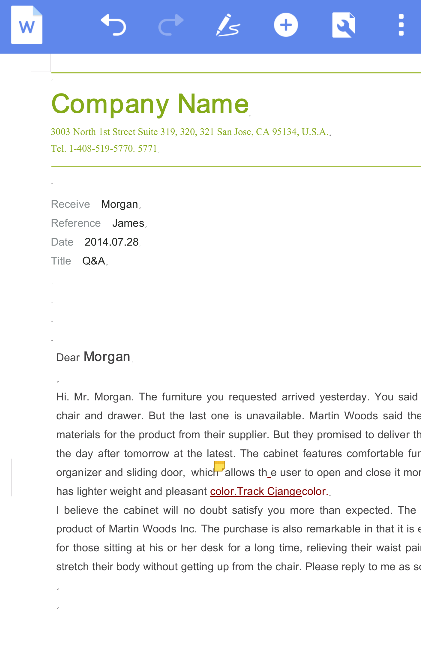 W
Company Name
3003 North 1st Street Suite 319, 320, 321 San Jose, CA 95134, U.S.A.
Tel. 1-408-519-5770. 5771
Receive Morgan
Reference James
Date 2014.07.28
Title Q&A
Dear Morgan
Hi. Mr. Morgan. The furniture you requested arrived yesterday. You said
chair and drawer. But the last one is unavailable. Martin Woods said the
materials for the product from their supplier. But they promised to deliver th
the day after tomorrow at the latest. The cabinet features comfortable fur
organizer and sliding door, which allows th e user to open and close it mor
has lighter weight and pleasant color.Track Cjangecolor.
I believe the cabinet will no doubt satisfy you more than expected. The
product of Martin Woods Inc. The purchase is also remarkable in that it is e
for those sitting at his or her desk for a long time, relieving their waist pai
stretch their body without getting up from the chair. Please reply to me as so